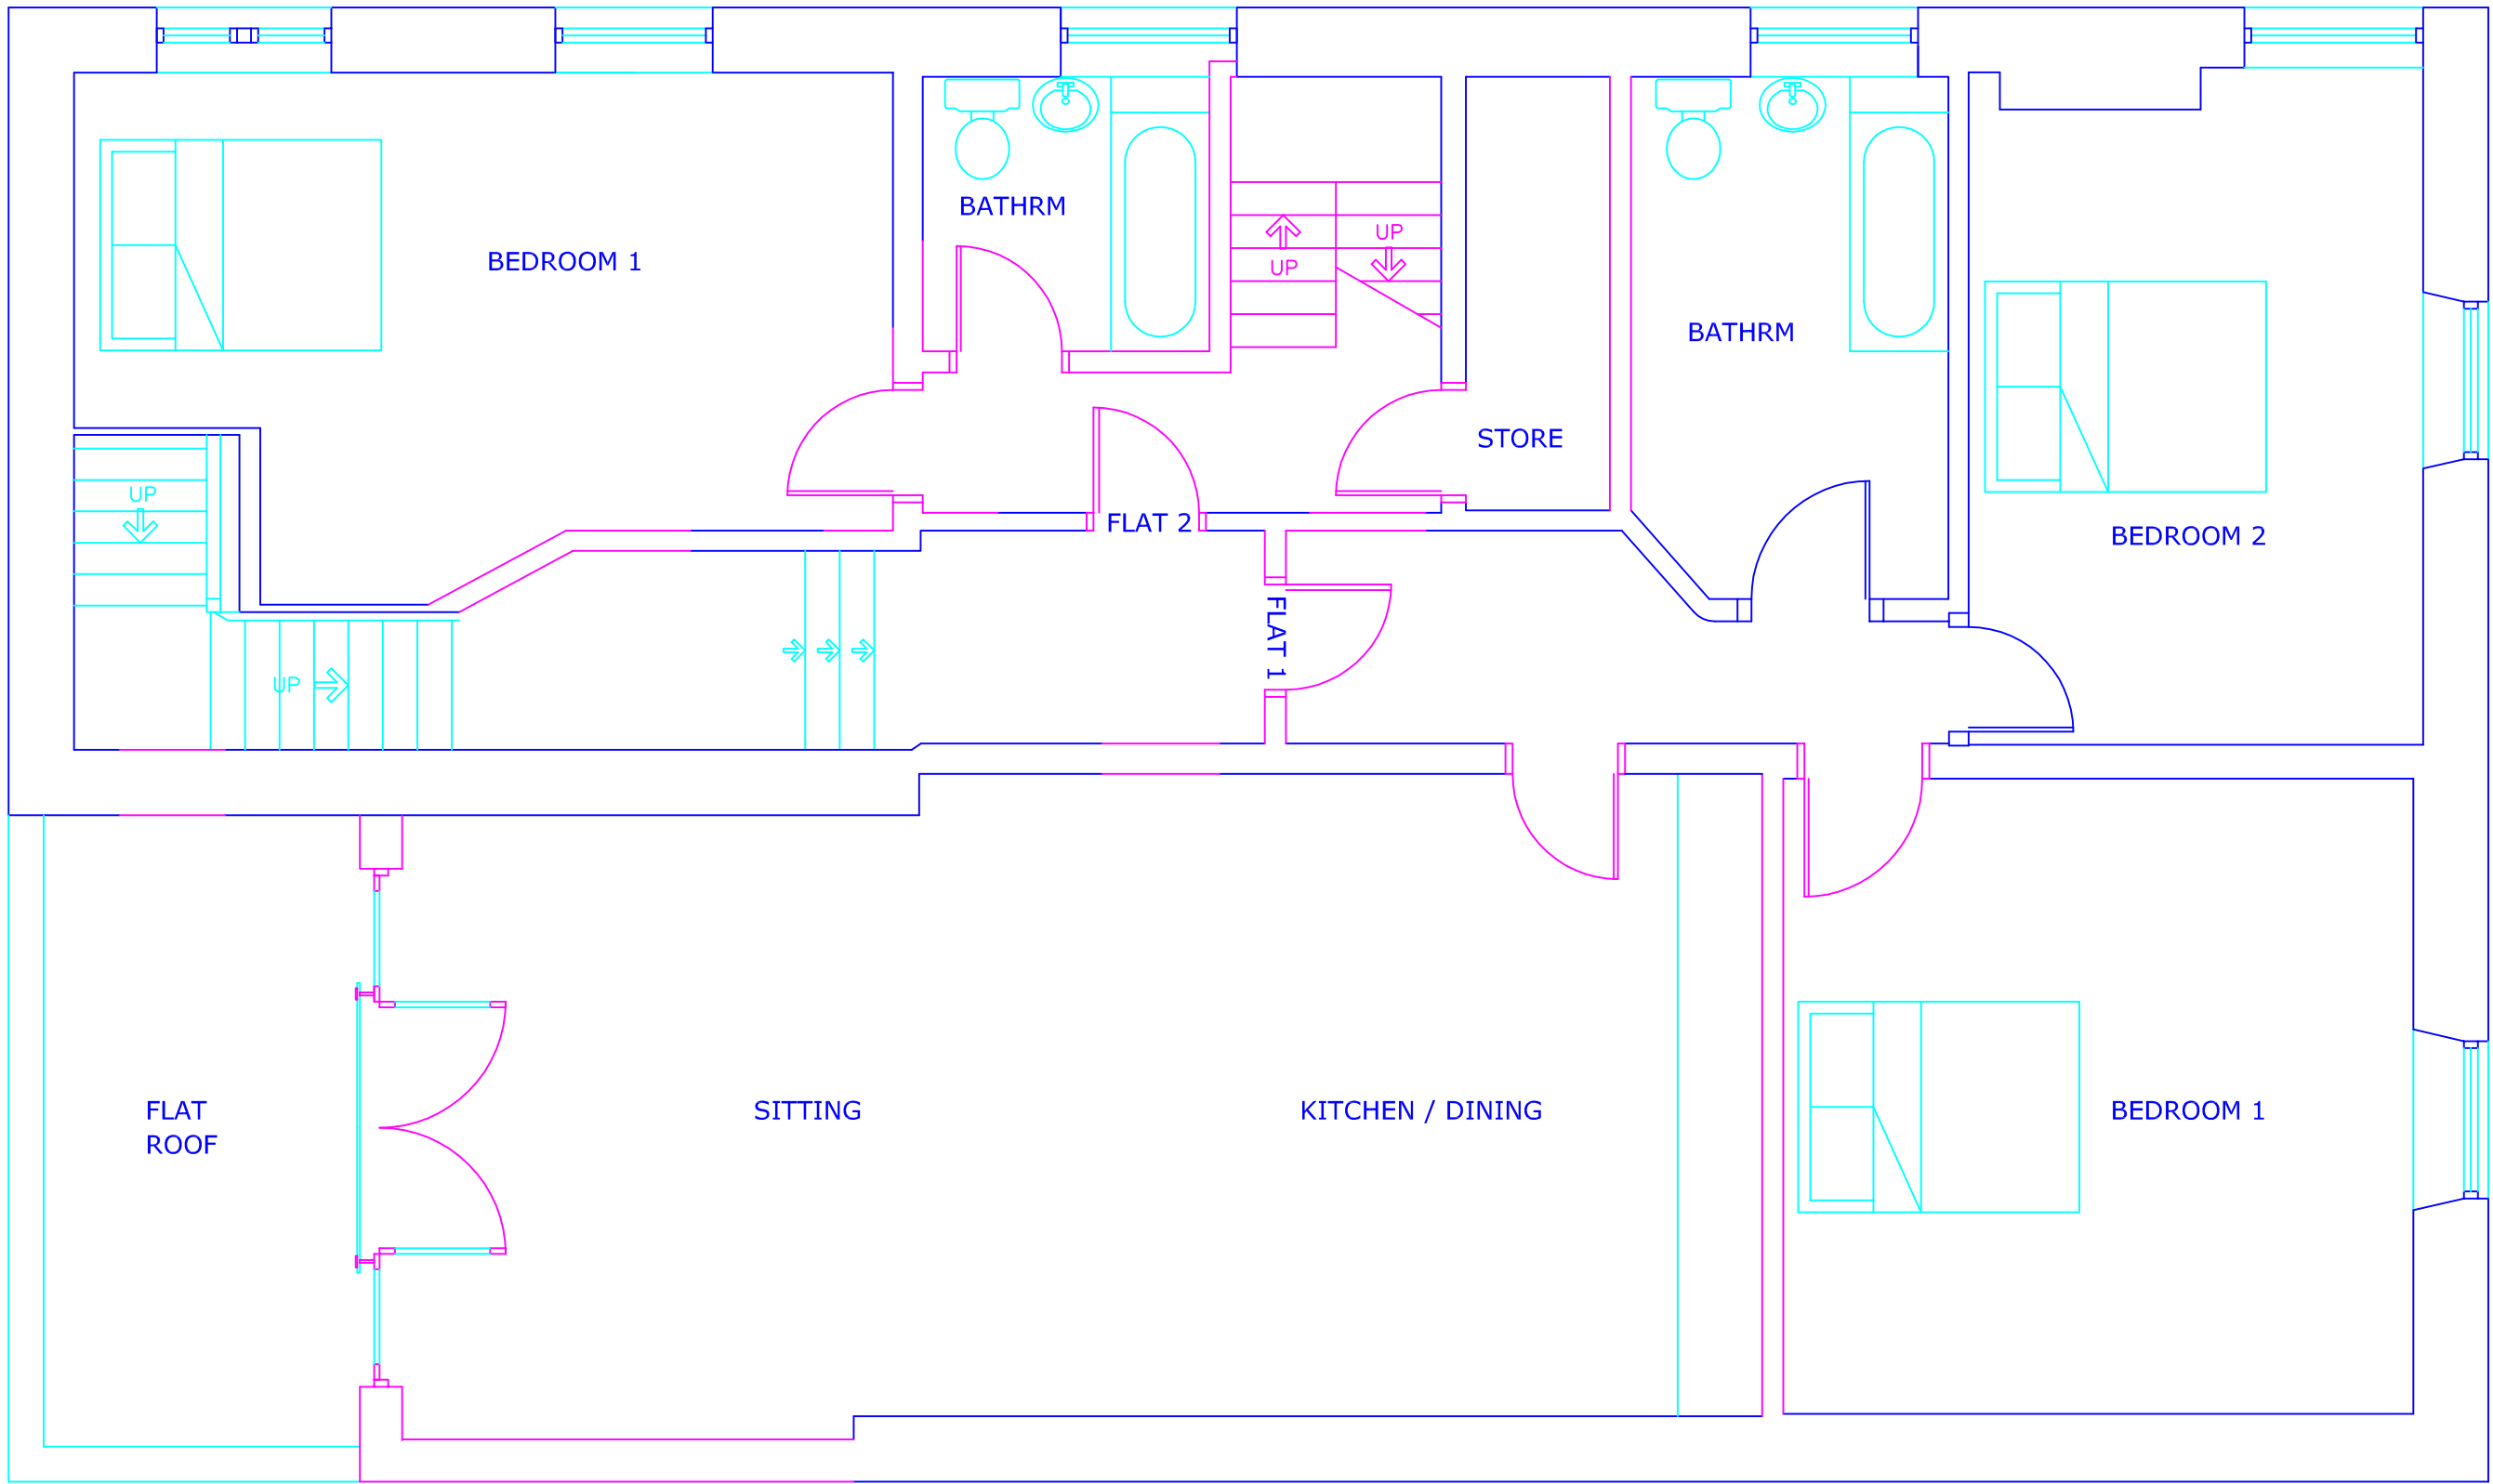 BATHRM
UP
BEDROOM 1
UP
BATHRM
STORE
UP
FLAT 2
BEDROOM 2
FLAT 1
UP
FLAT
ROOF
SITTING
KITCHEN / DINING
BEDROOM 1